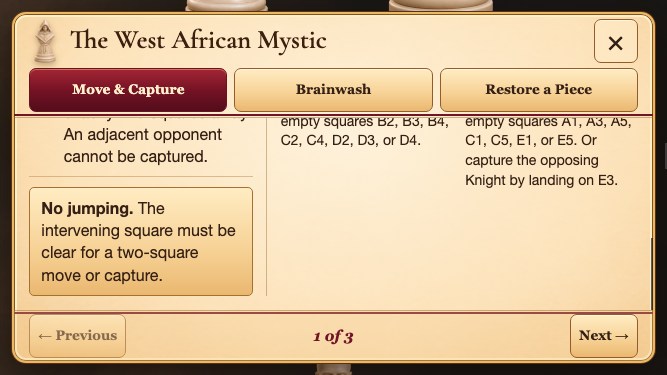 The West African Mystic
×
Move & Capture
Brainwash
Restore a Piece
An adjacent opponent
cannot be captured.
No jumping. The
intervening square must be
clear for a two-square
move or capture.
empty squares B2, B3, B4,
C2, C4, D2, D3, or D4.
empty squares A1, A3, A5,
C1, C5, E1, or E5. Or
capture the opposing
Knight by landing on E3.
← Previous
1 of 3
Next →